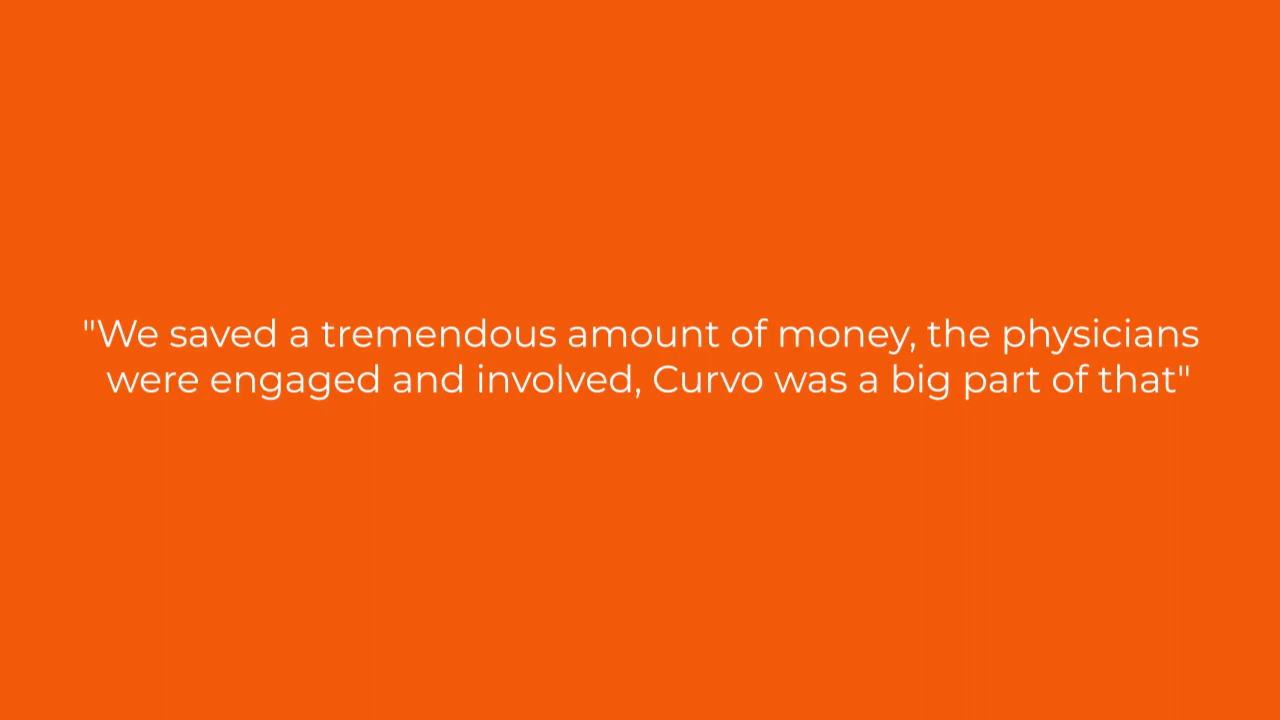 "We saved a tremendous amount of money, the physicians
were engaged and involved, Curvo was a big part of that"